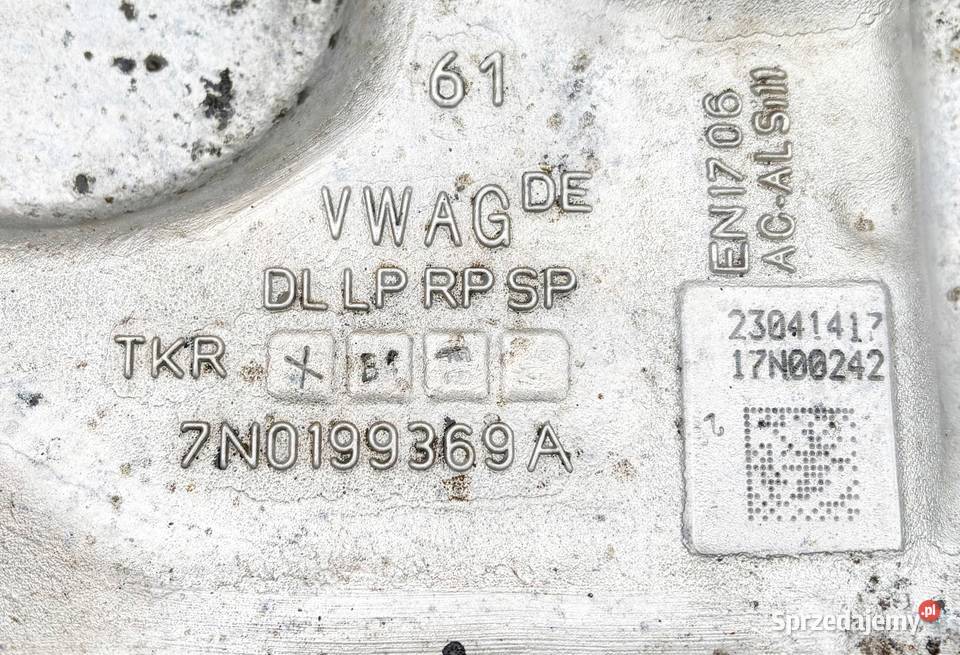 61
VWAG DE
DL LP RP SP
TKR X B
7N0199369A
EN1706
AC-ALSi11
23041417
17N00242
Sprzedajemy.pl